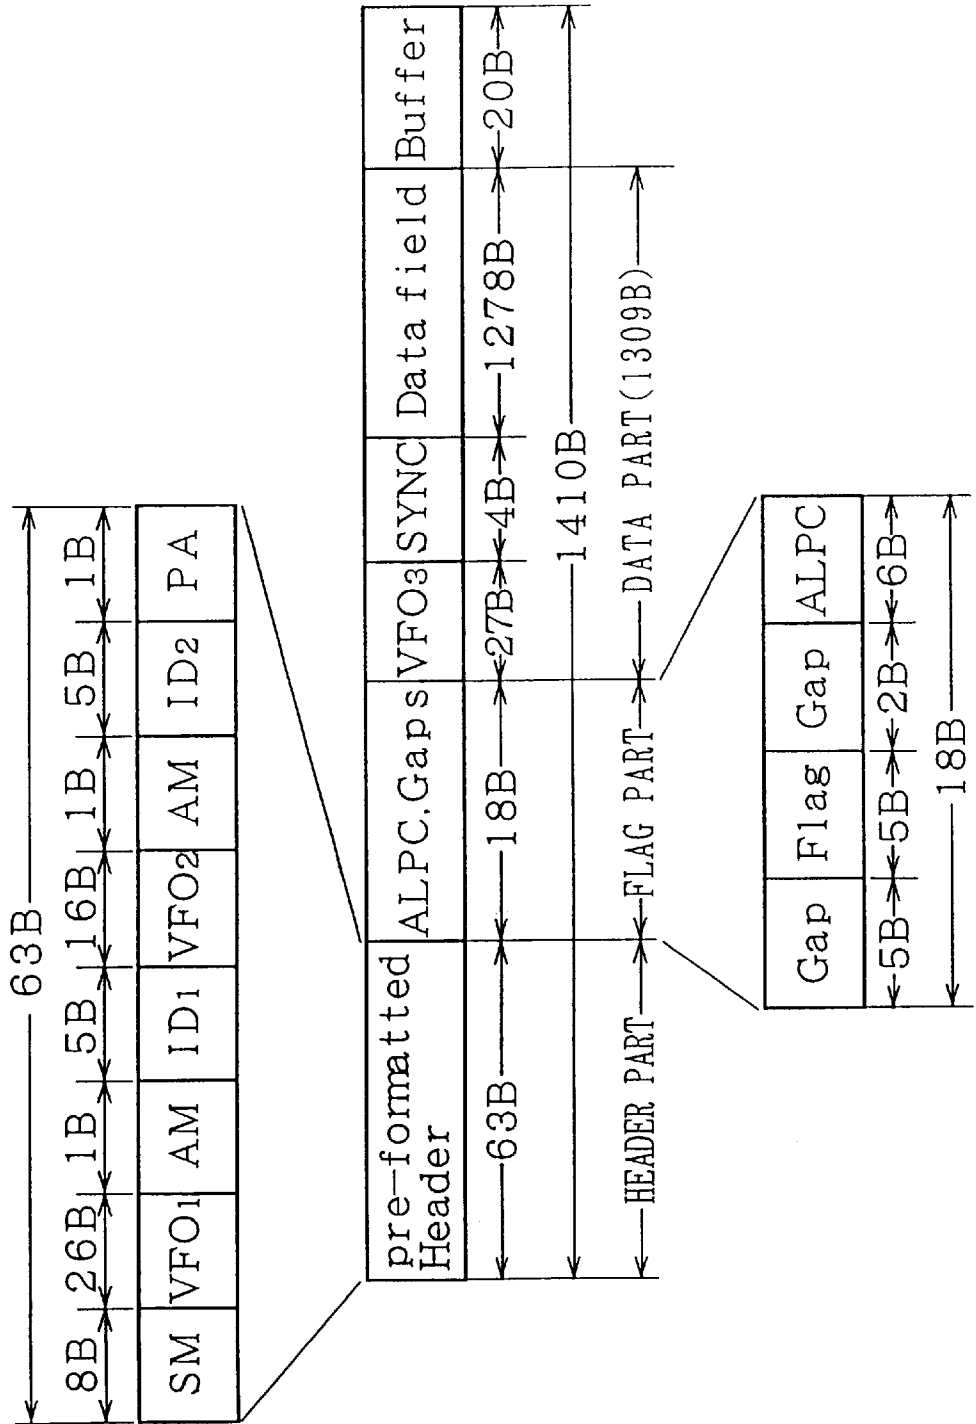 63B
8B 26B 1B 5B 16B 1B 5B 1B
SM VFO1 AM ID1 VFO2 AM ID2 PA
pre-formatted
Header
ALPC,Gaps VFO3 SYNC Data field Buffer
63B 18B 27B 4B 1278B 20B
1410B
HEADER PART FLAG PART DATA PART(1309B)
Gap Flag Gap ALPC
5B 5B 2B 6B
18B